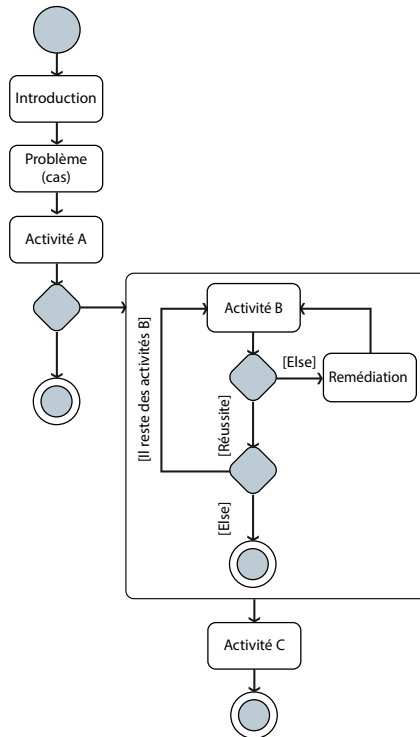 Introduction
Problème
(cas)
Activité A
Activité B
[Else]
Remédiation
[Il reste des activités B]
[Réussite]
[Else]
Activité C